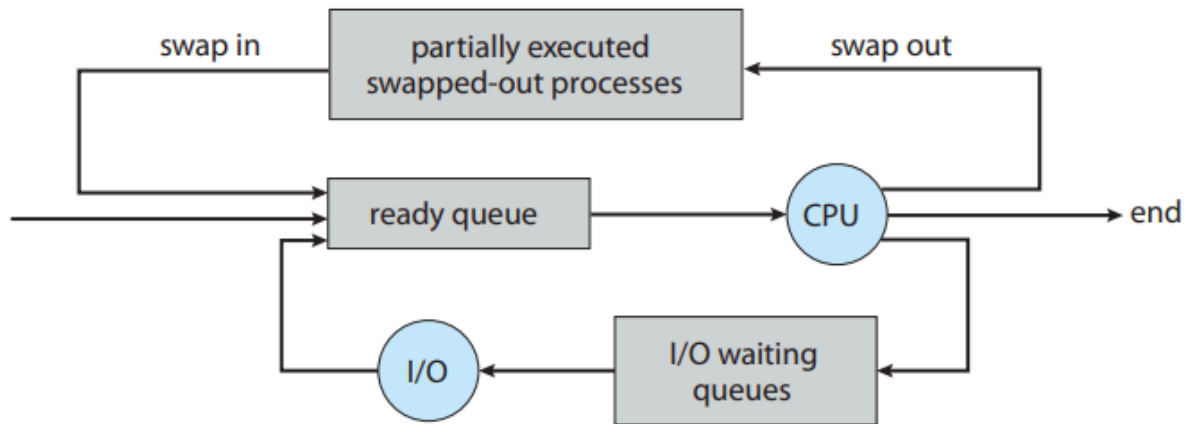 swap in
partially executed
swapped-out processes
swap out
ready queue
CPU
end
I/O
I/O waiting
queues